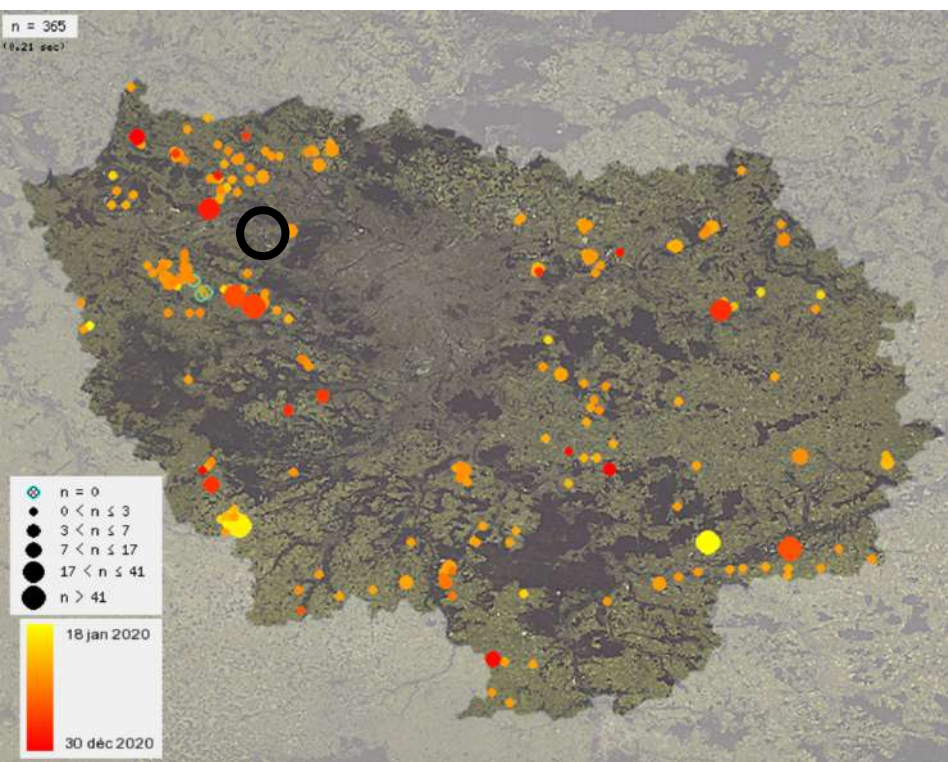 n = 365
(0.21 sec)
n = 0
0 < n ≤ 3
3 < n ≤ 7
7 < n ≤ 17
17 < n ≤ 41
n > 41
18 jan 2020
30 déc 2020